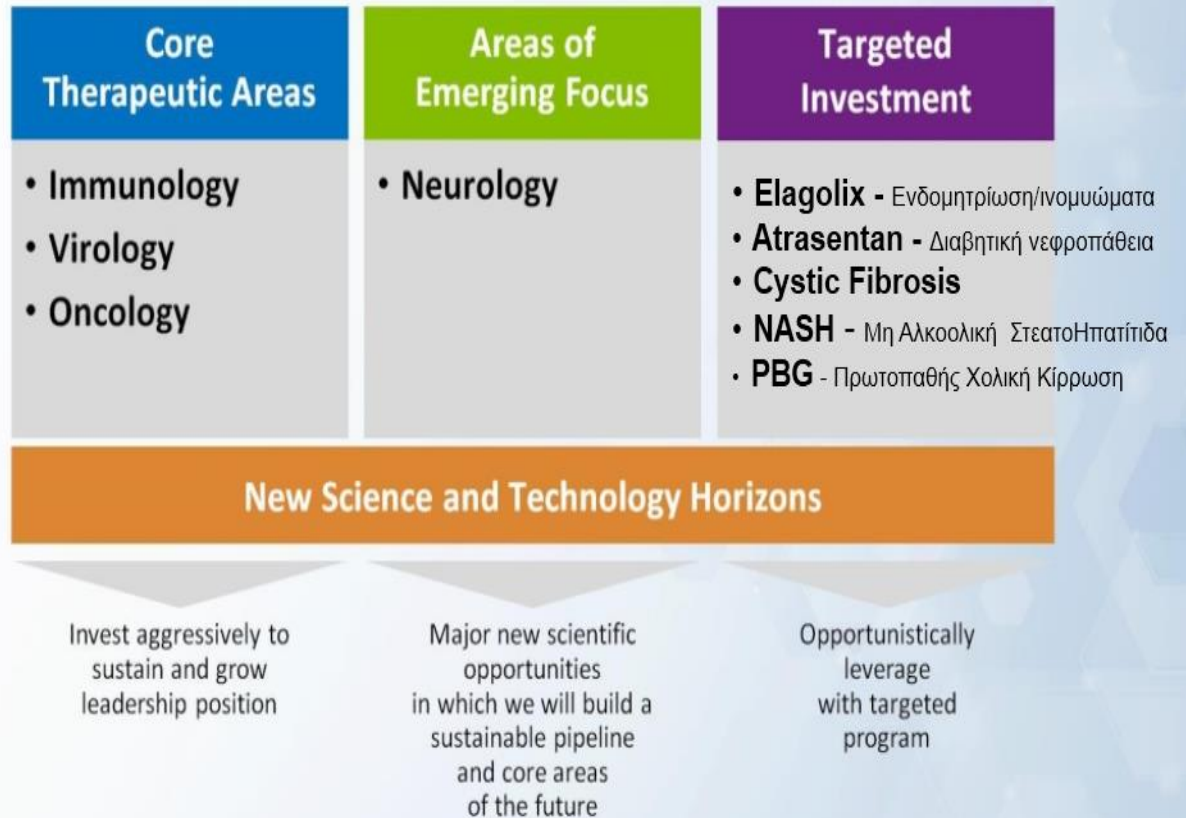 Core
Therapeutic Areas
• Immunology
• Virology
• Oncology
Areas of
Emerging Focus
• Neurology
Targeted
Investment
• Elagolix - Ενδομητρίωση/ινομυώματα
• Atrasentan - Διαβητική νεφροπάθεια
• Cystic Fibrosis
• NASH - Μη Αλκοολική ΣτεατοΗπατίτιδα
• PBG - Πρωτοπαθής Χολική Κίρρωση
New Science and Technology Horizons
Invest aggressively to
sustain and grow
leadership position
Major new scientific
opportunities
in which we will build a
sustainable pipeline
and core areas
of the future
Opportunistically
leverage
with targeted
program